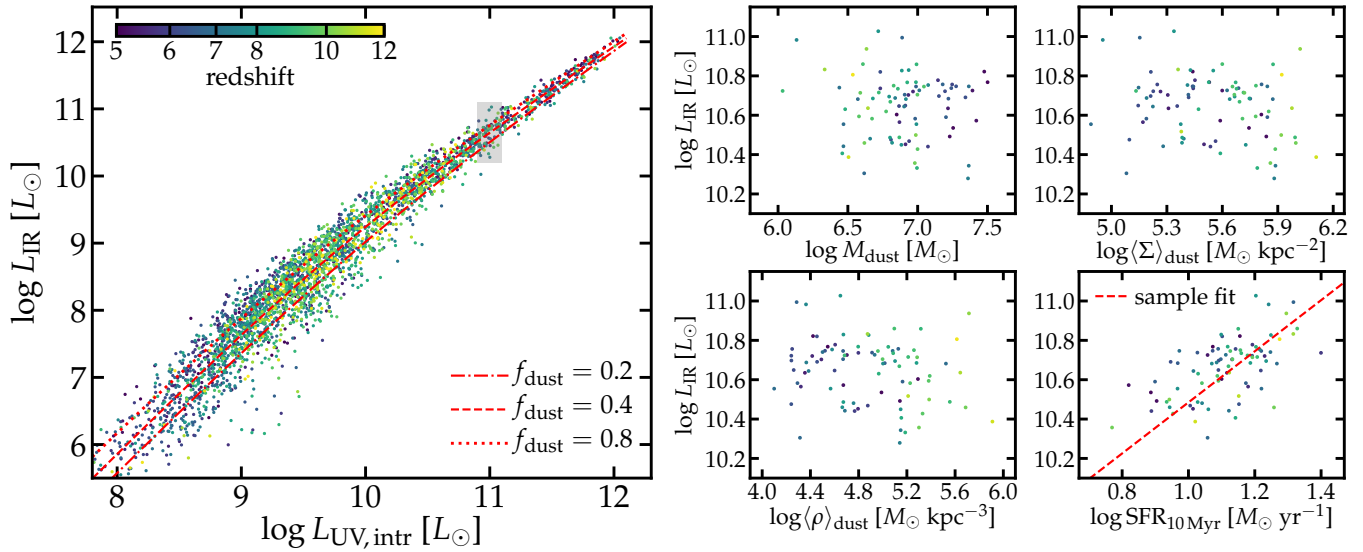 5 6 7 8 10 12
redshift
12
11
10
9
8
7
6
log L_IR [L_⊙]
f_dust = 0.2
f_dust = 0.4
f_dust = 0.8
8 9 10 11 12
log L_UV, intr [L_⊙]
11.0
10.8
10.6
10.4
10.2
log L_IR [L_⊙]
6.0 6.5 7.0 7.5
log M_dust [M_⊙]
11.0
10.8
10.6
10.4
10.2
5.0 5.3 5.6 5.9 6.2
log⟨Σ⟩_dust [M_⊙ kpc⁻²]
11.0
10.8
10.6
10.4
10.2
log L_IR [L_⊙]
4.0 4.4 4.8 5.2 5.6 6.0
log⟨ρ⟩_dust [M_⊙ kpc⁻³]
sample fit
11.0
10.8
10.6
10.4
10.2
0.8 1.0 1.2 1.4
log SFR_10 Myr [M_⊙ yr⁻¹]